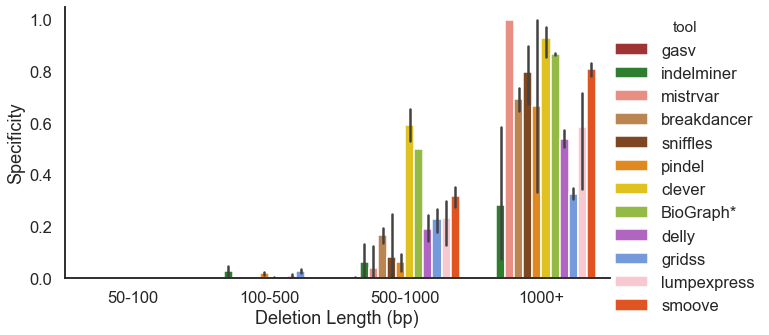 1.0
0.8
0.6
0.4
0.2
0.0
Specificity
50-100
100-500
500-1000
1000+
Deletion Length (bp)
tool
gasv
indelminer
mistrvar
breakdancer
sniffles
pindel
clever
BioGraph*
delly
gridss
lumpexpress
smoove